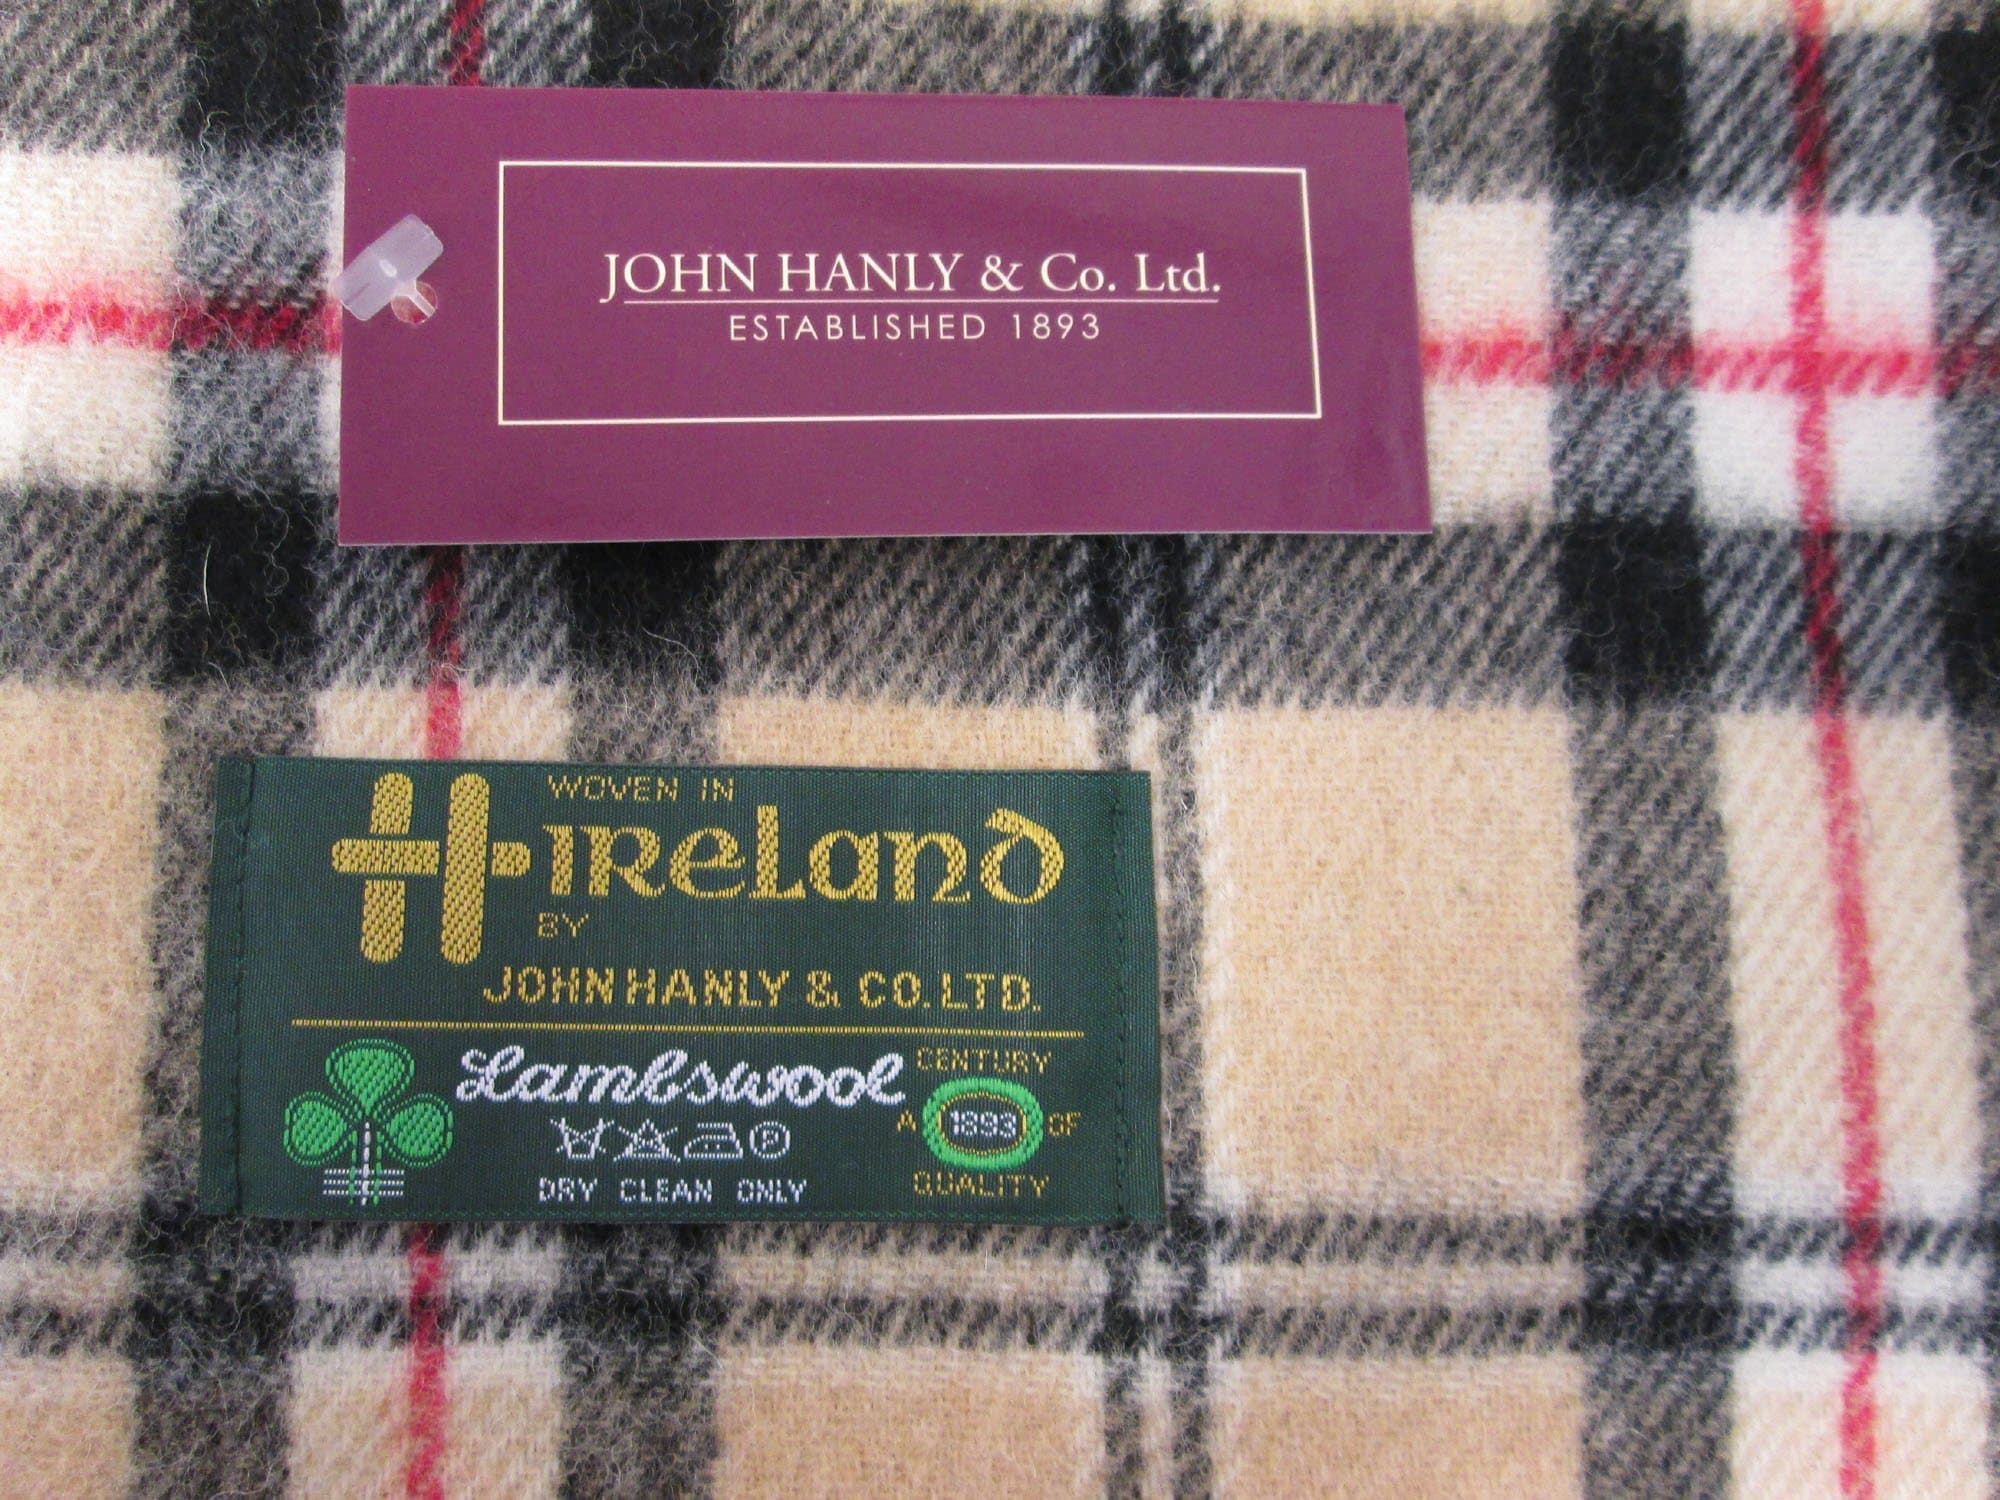 JOHN HANLY & Co. Ltd.
ESTABLISHED 1893
WOVEN IN
H IRELAND
BY
JOHN HANLY & CO. LTD.
Lambswool
P
DRY CLEAN ONLY
CENTURY
A 1893 OF
QUALITY